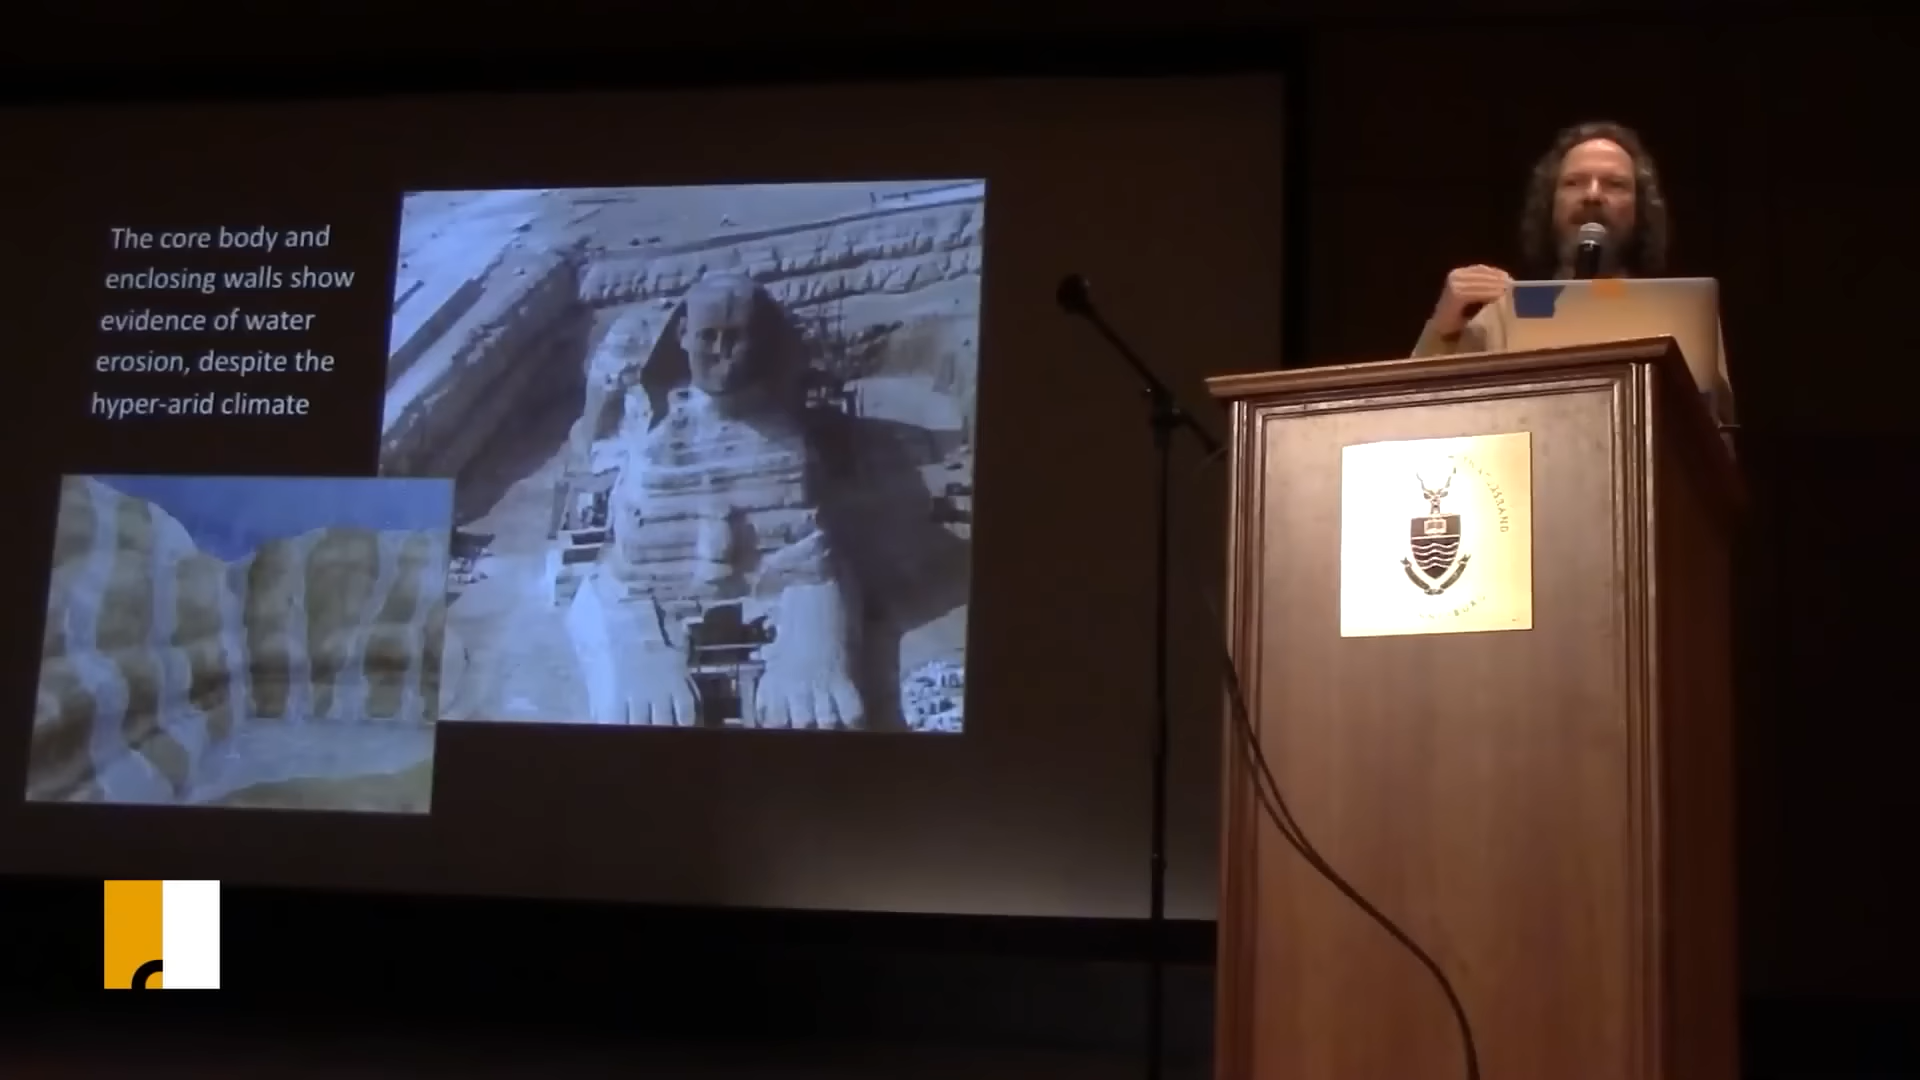 The core body and
enclosing walls show
evidence of water
erosion, despite the
hyper-arid climate